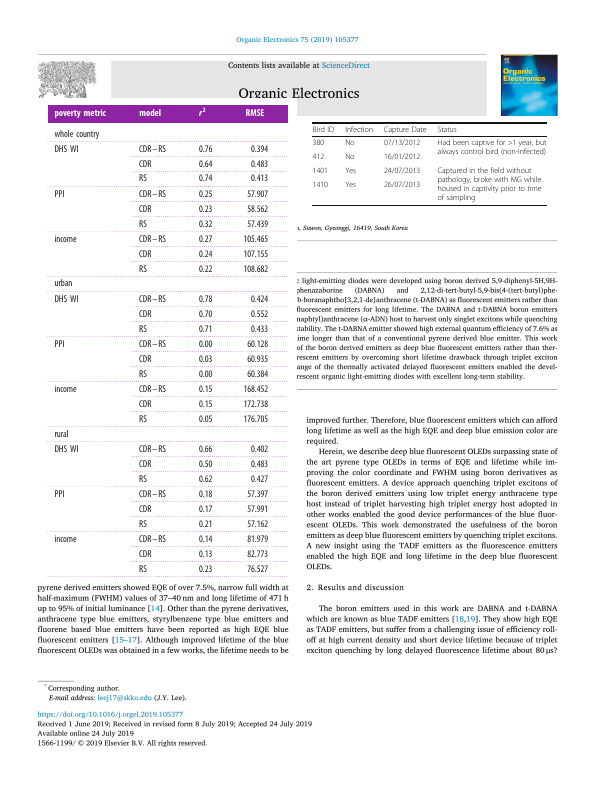 Organic Electronics 75 (2019) 105377
Contents lists available at ScienceDirect
Organic Electronics
Organic
Electronics
poverty metric model r² RMSE
whole country
DHS WI CDR–RS 0.76 0.394
CDR 0.64 0.483
RS 0.74 0.413
PPI CDR–RS 0.25 57.907
CDR 0.23 58.562
RS 0.32 57.439
income CDR–RS 0.27 105.465
CDR 0.24 107.155
RS 0.22 108.682
urban
DHS WI CDR–RS 0.78 0.424
CDR 0.70 0.552
RS 0.71 0.433
PPI CDR–RS 0.00 60.128
CDR 0.03 60.935
RS 0.00 60.384
income CDR–RS 0.15 168.452
CDR 0.15 172.738
RS 0.05 176.705
rural
DHS WI CDR–RS 0.66 0.402
CDR 0.50 0.483
RS 0.62 0.427
PPI CDR–RS 0.18 57.397
CDR 0.17 57.991
RS 0.21 57.162
income CDR–RS 0.14 81.979
CDR 0.13 82.773
RS 0.23 76.527
Bird ID Infection Capture Date Status
380 No 07/13/2012 Had been captive for >1 year, but
always control bird (non-infected)
412 No 16/01/2012
1401 Yes 24/07/2013 Captured in the field without
pathology, broke with MG while
1410 Yes 26/07/2013 housed in captivity prior to time
of sampling
, Suwon, Gyeonggi, 16419, South Korea
light-emitting diodes were developed using boron derived 5,9-diphenyl-5H,9H-
phenazaborine (DABNA) and 2,12-di-tert-butyl-5,9-bis(4-(tert-butyl)phe-
b-boranaphtho[3,2,1-de]anthracene (t-DABNA) as fluorescent emitters rather than
fluorescent emitters for long lifetime. The DABNA and t-DABNA boron emitters
naphtyl)anthracene (α-ADN) host to harvest only singlet excitons while quenching
stability. The t-DABNA emitter showed high external quantum efficiency of 7.6% as
ime longer than that of a conventional pyrene derived blue emitter. This work
of the boron derived emitters as deep blue fluorescent emitters rather than ther-
rescent emitters by overcoming short lifetime drawback through triplet exciton
ange of the thermally activated delayed fluorescent emitters enabled the devel-
rescent organic light-emitting diodes with excellent long-term stability.
pyrene derived emitters showed EQE of over 7.5%, narrow full width at
half-maximum (FWHM) values of 37–40 nm and long lifetime of 471 h
up to 95% of initial luminance [14]. Other than the pyrene derivatives,
anthracene type blue emitters, styrylbenzene type blue emitters and
fluorene based blue emitters have been reported as high EQE blue
fluorescent emitters [15–17]. Although improved lifetime of the blue
fluorescent OLEDs was obtained in a few works, the lifetime needs to be
improved further. Therefore, blue fluorescent emitters which can afford
long lifetime as well as the high EQE and deep blue emission color are
required.
Herein, we describe deep blue fluorescent OLEDs surpassing state of
the art pyrene type OLEDs in terms of EQE and lifetime while im-
proving the color coordinate and FWHM using boron derivatives as
fluorescent emitters. A device approach quenching triplet excitons of
the boron derived emitters using low triplet energy anthracene type
host instead of triplet harvesting high triplet energy host adopted in
other works enabled the good device performances of the blue fluor-
escent OLEDs. This work demonstrated the usefulness of the boron
emitters as deep blue fluorescent emitters by quenching triplet excitons.
A new insight using the TADF emitters as the fluorescence emitters
enabled the high EQE and long lifetime in the deep blue fluorescent
OLEDs.
2. Results and discussion
The boron emitters used in this work are DABNA and t-DABNA
which are known as blue TADF emitters [18,19]. They show high EQE
as TADF emitters, but suffer from a challenging issue of efficiency roll-
off at high current density and short device lifetime because of triplet
exciton quenching by long delayed fluorescence lifetime about 80 μs?
* Corresponding author.
E-mail address: leej17@skku.edu (J.Y. Lee).
https://doi.org/10.1016/j.orgel.2019.105377
Received 1 June 2019; Received in revised form 8 July 2019; Accepted 24 July 2019
Available online 24 July 2019
1566-1199/ © 2019 Elsevier B.V. All rights reserved.